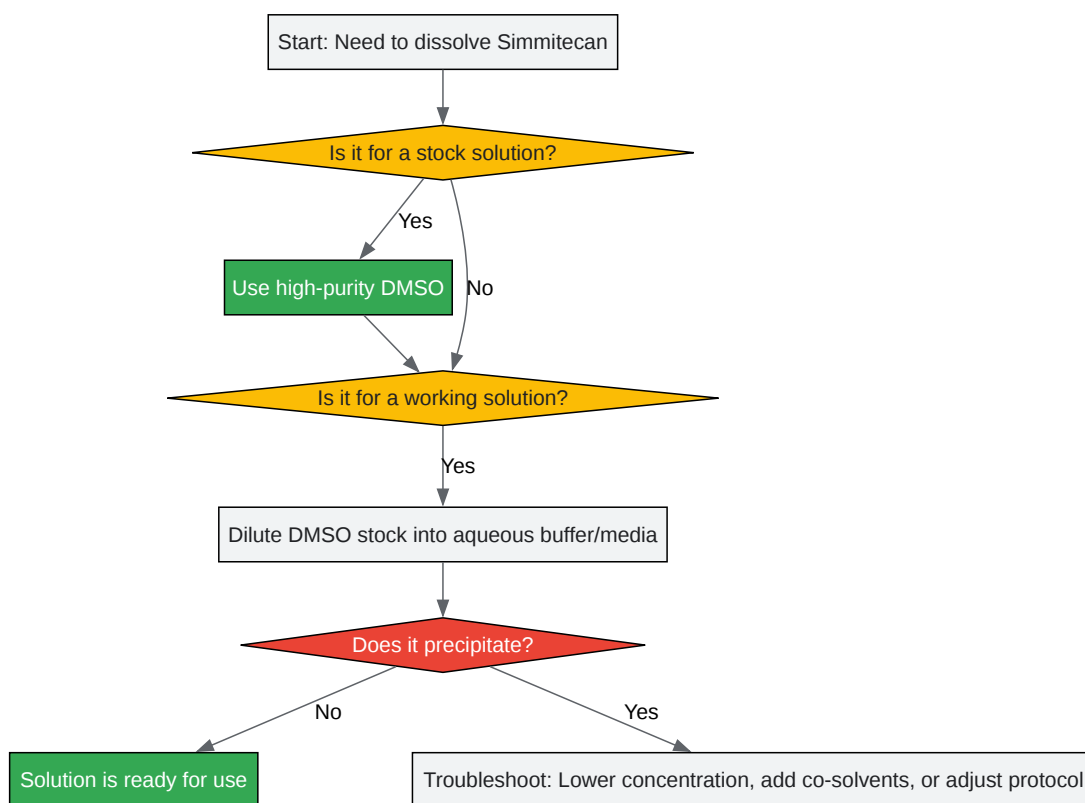 Start: Need to dissolve Simmitecan
Is it for a stock solution?
Yes
Use high-purity DMSO
No
Is it for a working solution?
Yes
Dilute DMSO stock into aqueous buffer/media
Does it precipitate?
No
Yes
Solution is ready for use
Troubleshoot: Lower concentration, add co-solvents, or adjust protocol